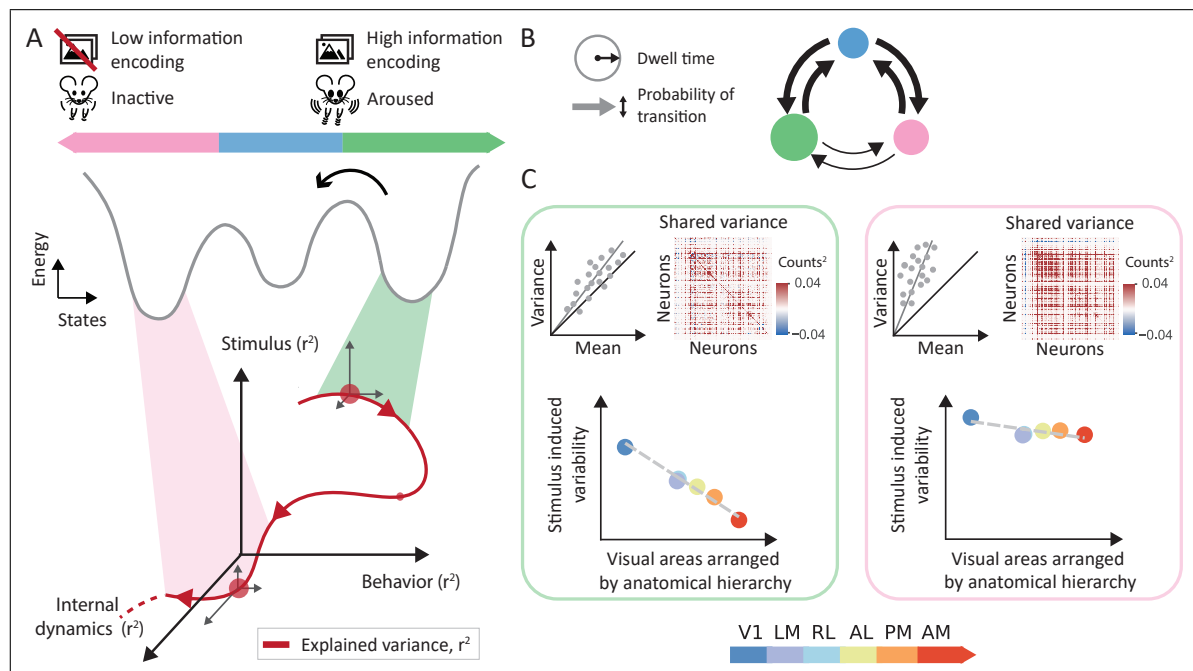 A
Low information
encoding
High information
encoding
Inactive
Aroused
Energy
States
Stimulus (r²)
Behavior (r²)
Internal
dynamics (r²)
Explained variance, r²
B
Dwell time
Probability of
transition
C
Variance
Mean
Shared variance
Neurons
Neurons
Counts²
0.04
−0.04
Stimulus induced
variability
Visual areas arranged
by anatomical hierarchy
Variance
Mean
Shared variance
Neurons
Neurons
Counts²
0.04
−0.04
Stimulus induced
variability
Visual areas arranged
by anatomical hierarchy
V1 LM RL AL PM AM